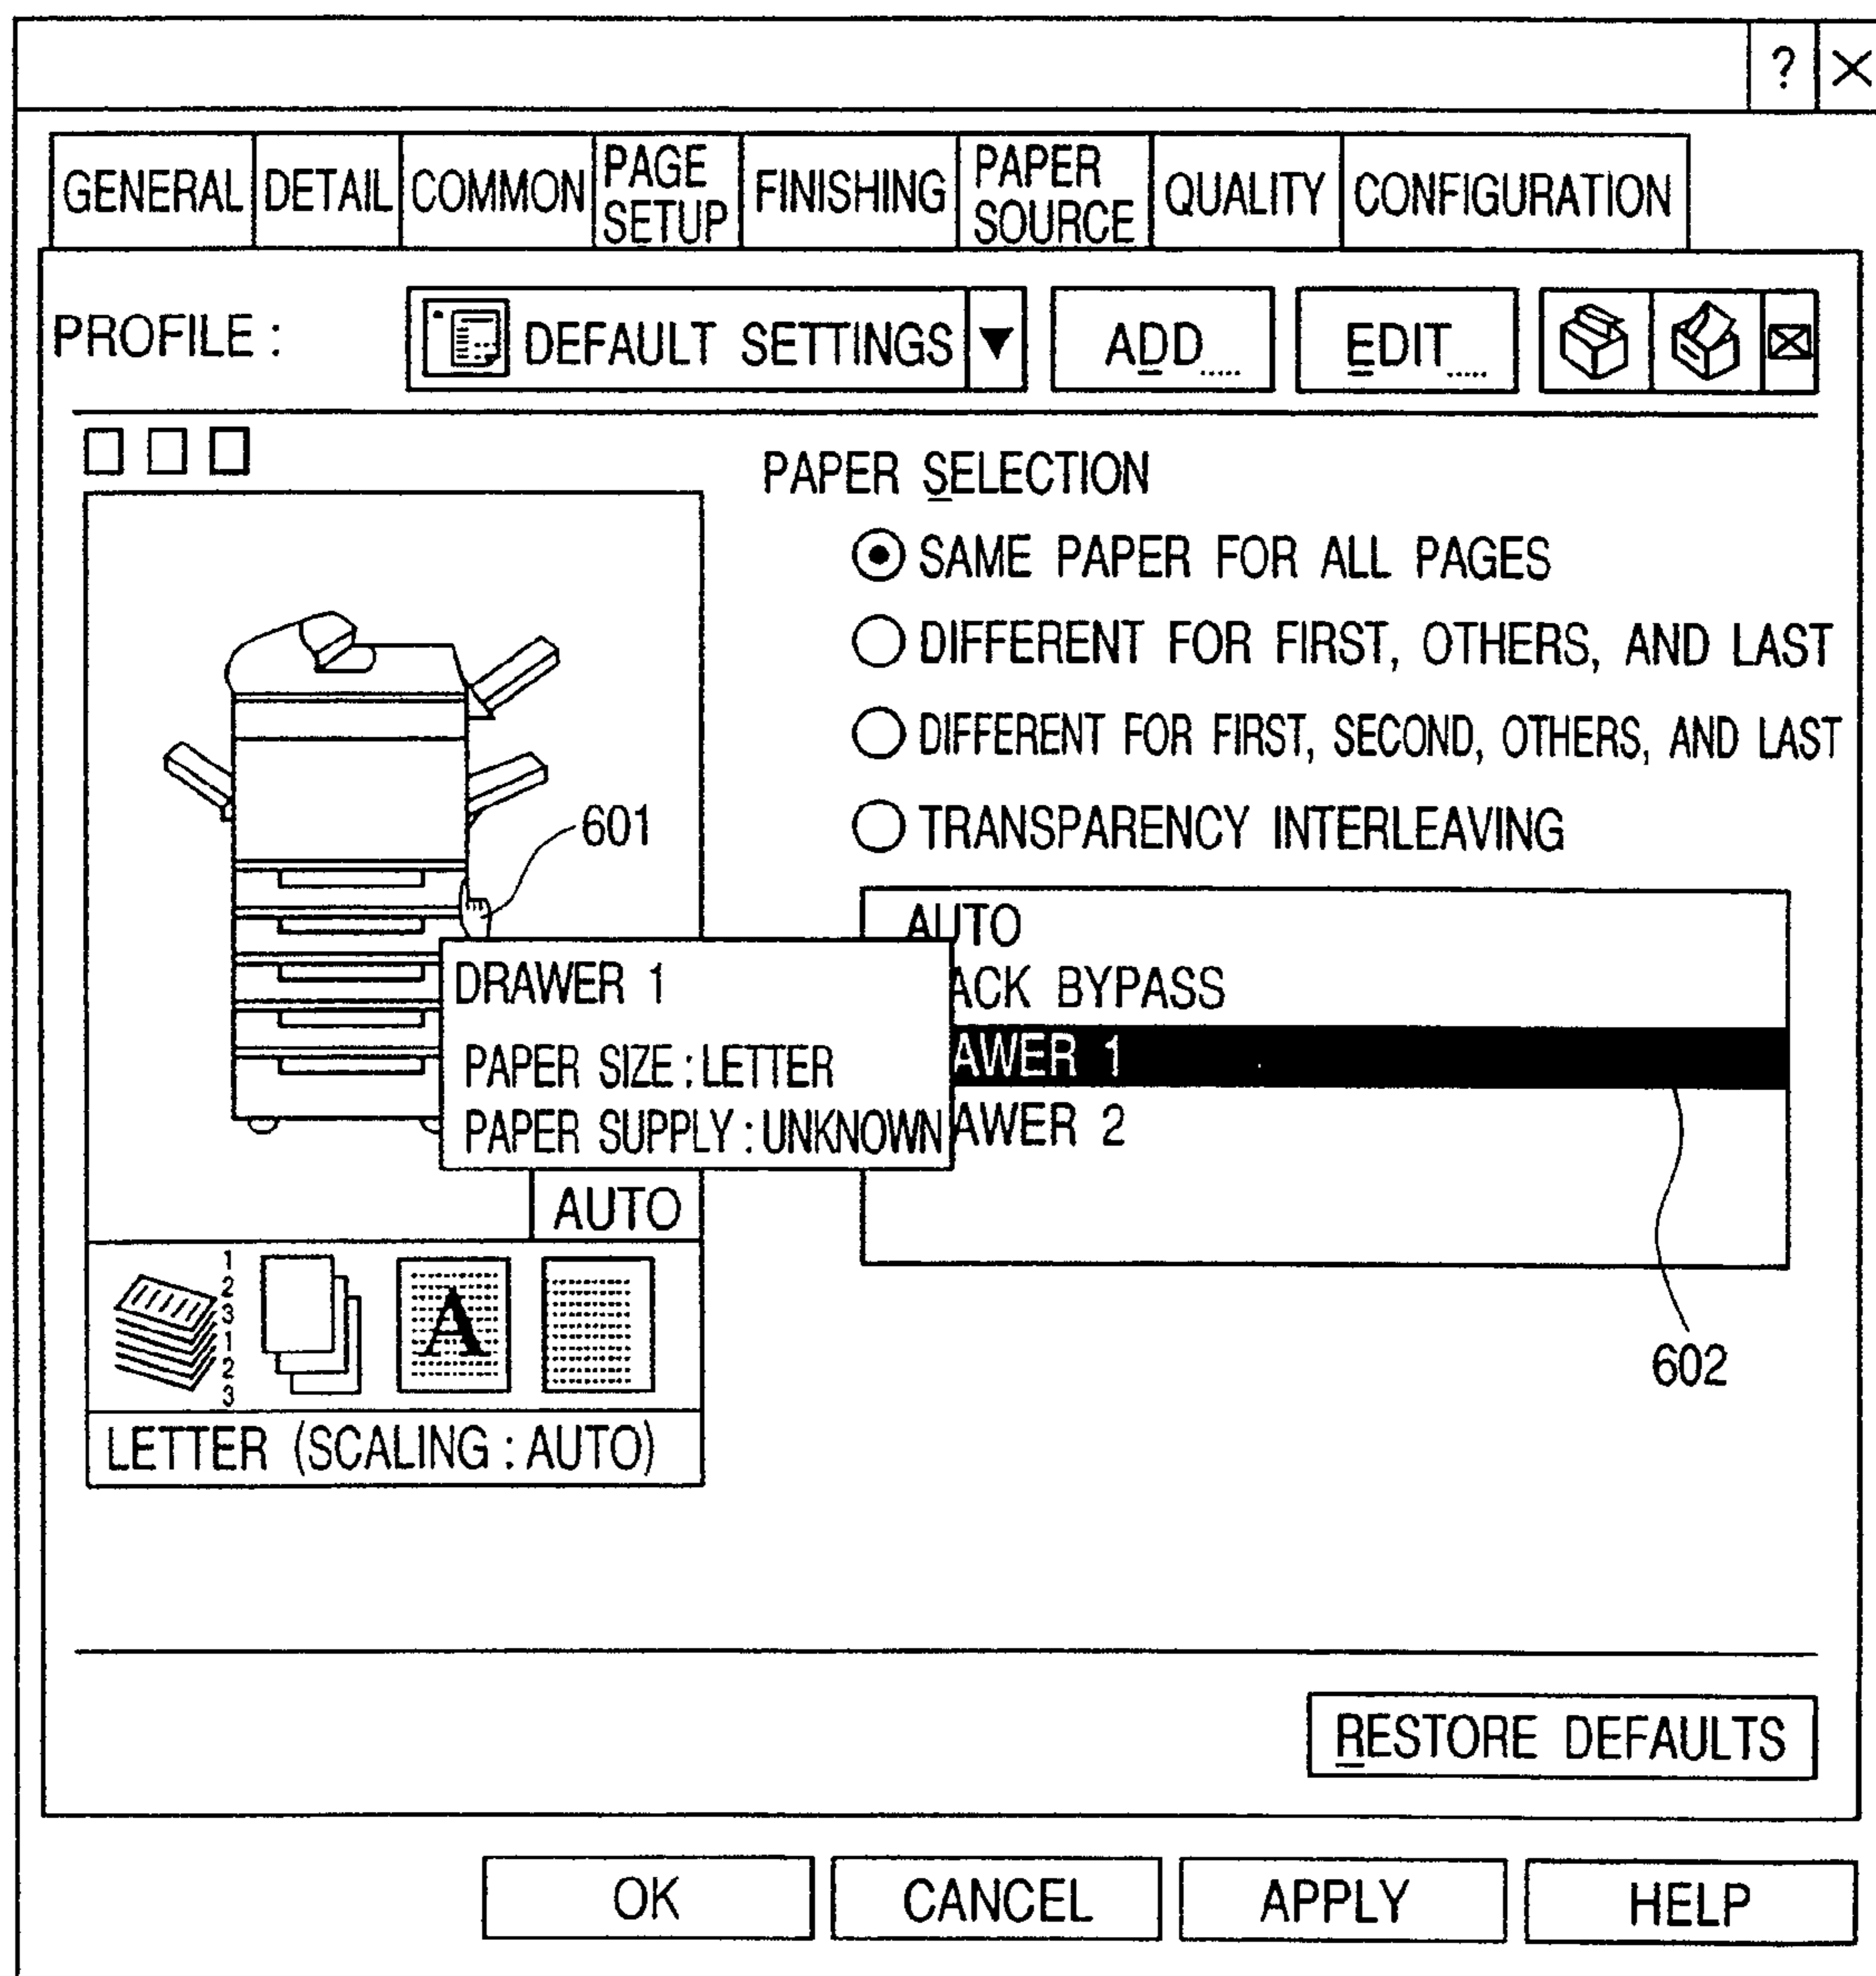 ? X
GENERAL DETAIL COMMON PAGE SETUP FINISHING PAPER SOURCE QUALITY CONFIGURATION
PROFILE : DEFAULT SETTINGS ▼ ADD..... EDIT.....
PAPER SELECTION
SAME PAPER FOR ALL PAGES
DIFFERENT FOR FIRST, OTHERS, AND LAST
DIFFERENT FOR FIRST, SECOND, OTHERS, AND LAST
TRANSPARENCY INTERLEAVING
601
AUTO
ACK BYPASS
AWER 1
AWER 2
DRAWER 1
PAPER SIZE : LETTER
PAPER SUPPLY : UNKNOWN
602
AUTO
1
2
3
1
2
3
A
LETTER (SCALING : AUTO)
RESTORE DEFAULTS
OK CANCEL APPLY HELP